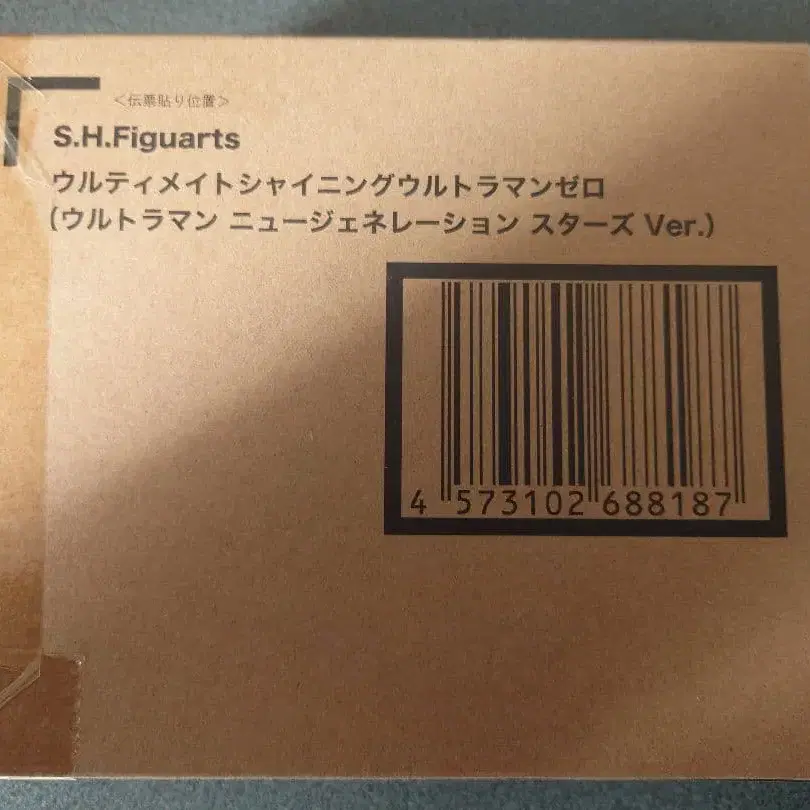 ＜伝票貼り位置＞
S.H.Figuarts
ウルティメイトシャイニングウルトラマンゼロ
(ウルトラマン ニュージェネレーション スターズ Ver.)
4 573102 688187